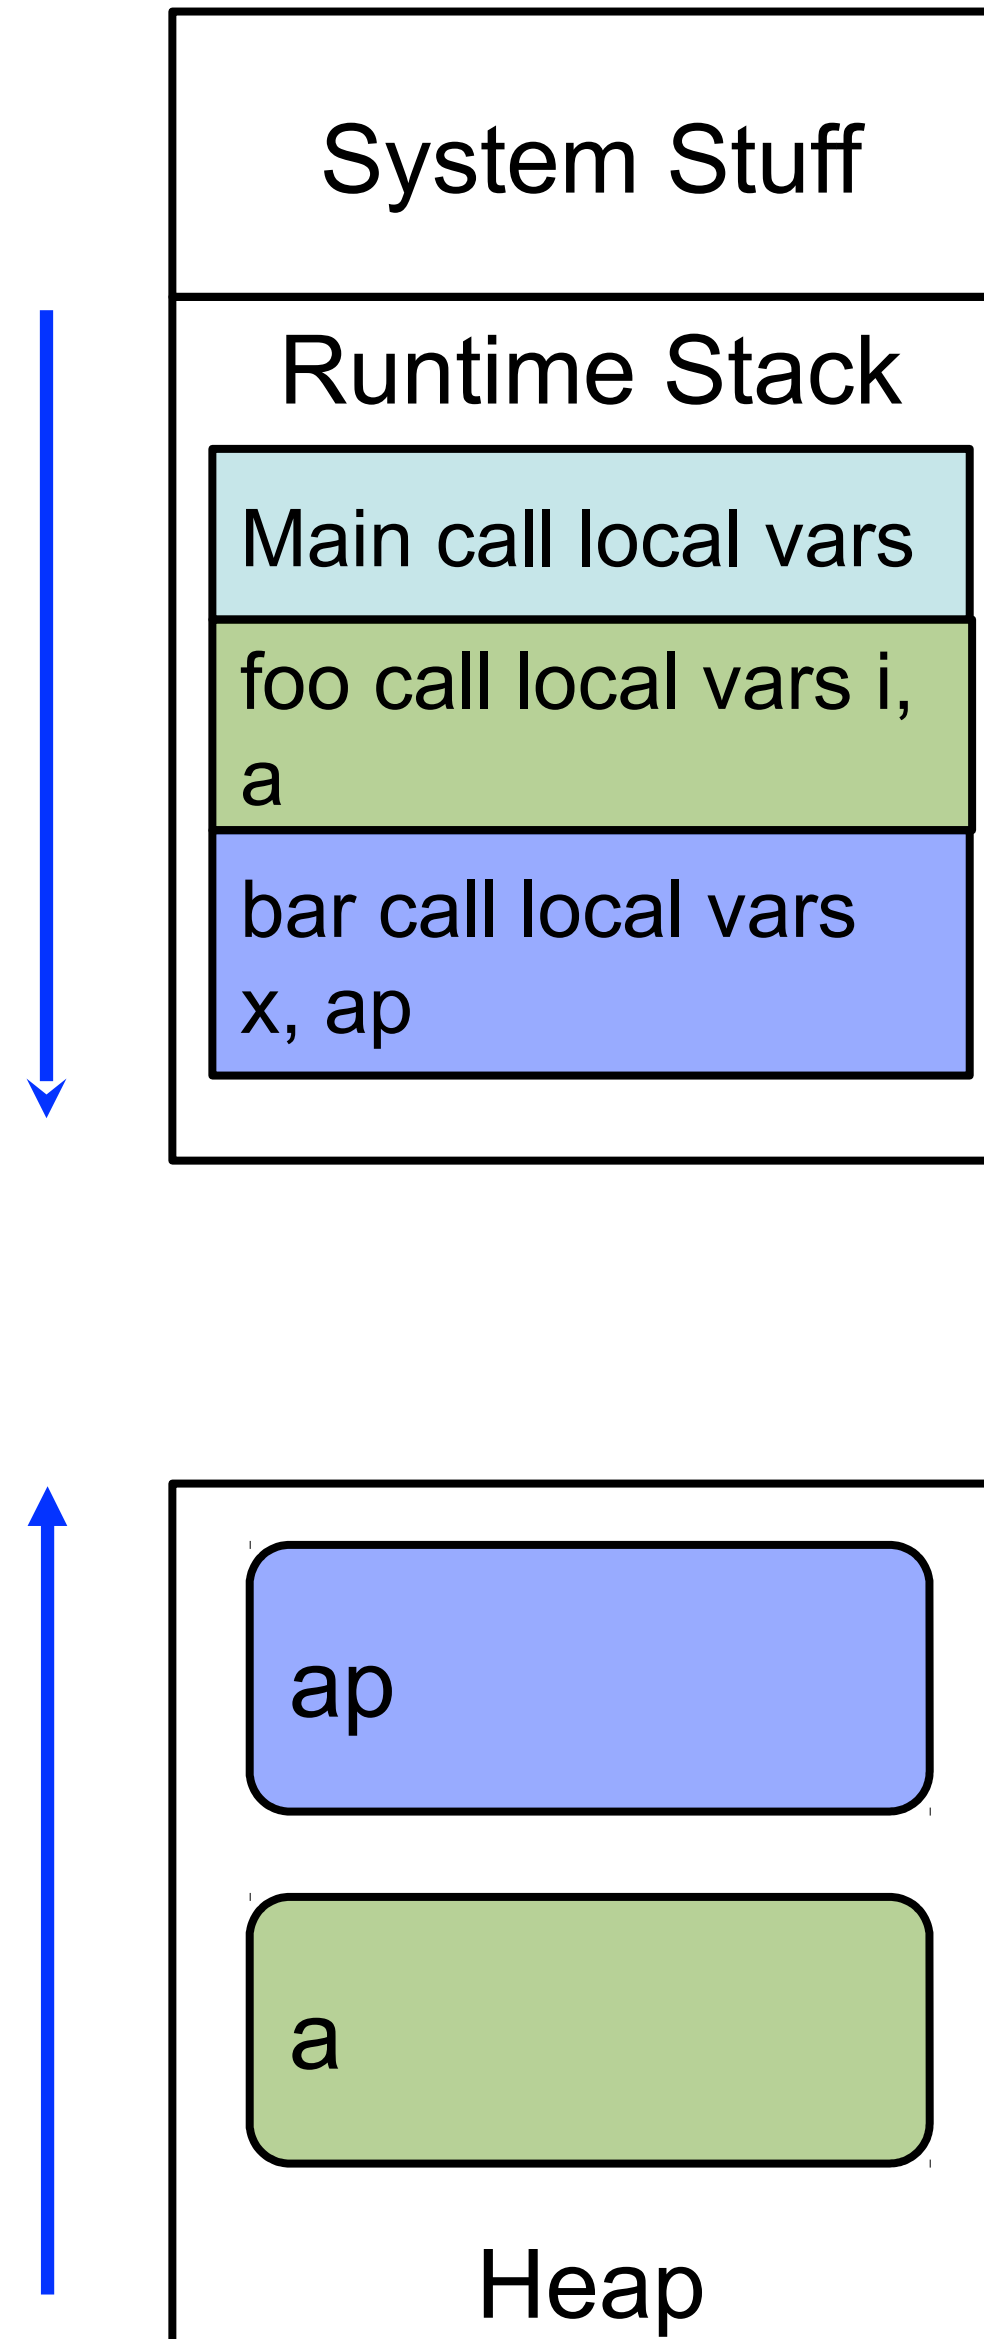 System Stuff
Runtime Stack
Main call local vars
foo call local vars i,
a
bar call local vars
x, ap
ap
a
Heap